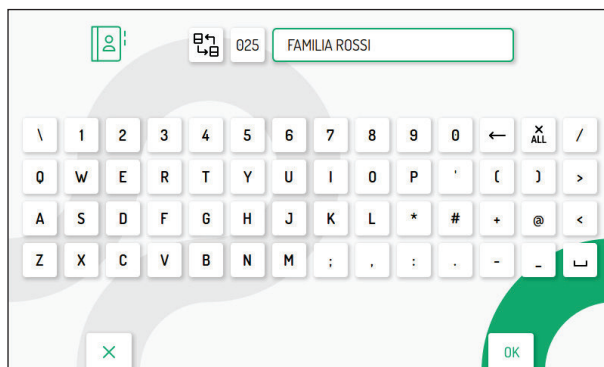 025 FAMILIA ROSSI
\ 1 2 3 4 5 6 7 8 9 0 ← × ALL /
Q W E R T Y U I O P ' ( ) >
A S D F G H J K L * # + @ <
Z X C V B N M ; , : . - _ ⎵
× OK